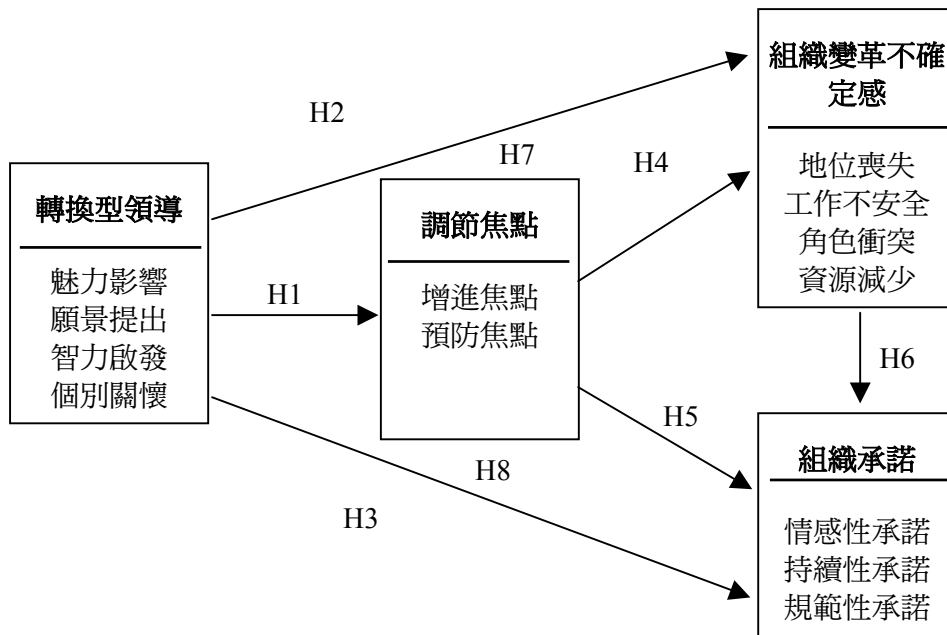 組織變革不確
定感
地位喪失
工作不安全
角色衝突
資源減少
H2
H7
H4
轉換型領導
魅力影響
願景提出
智力啟發
個別關懷
H1
調節焦點
增進焦點
預防焦點
H6
H5
H8
H3
組織承諾
情感性承諾
持續性承諾
規範性承諾